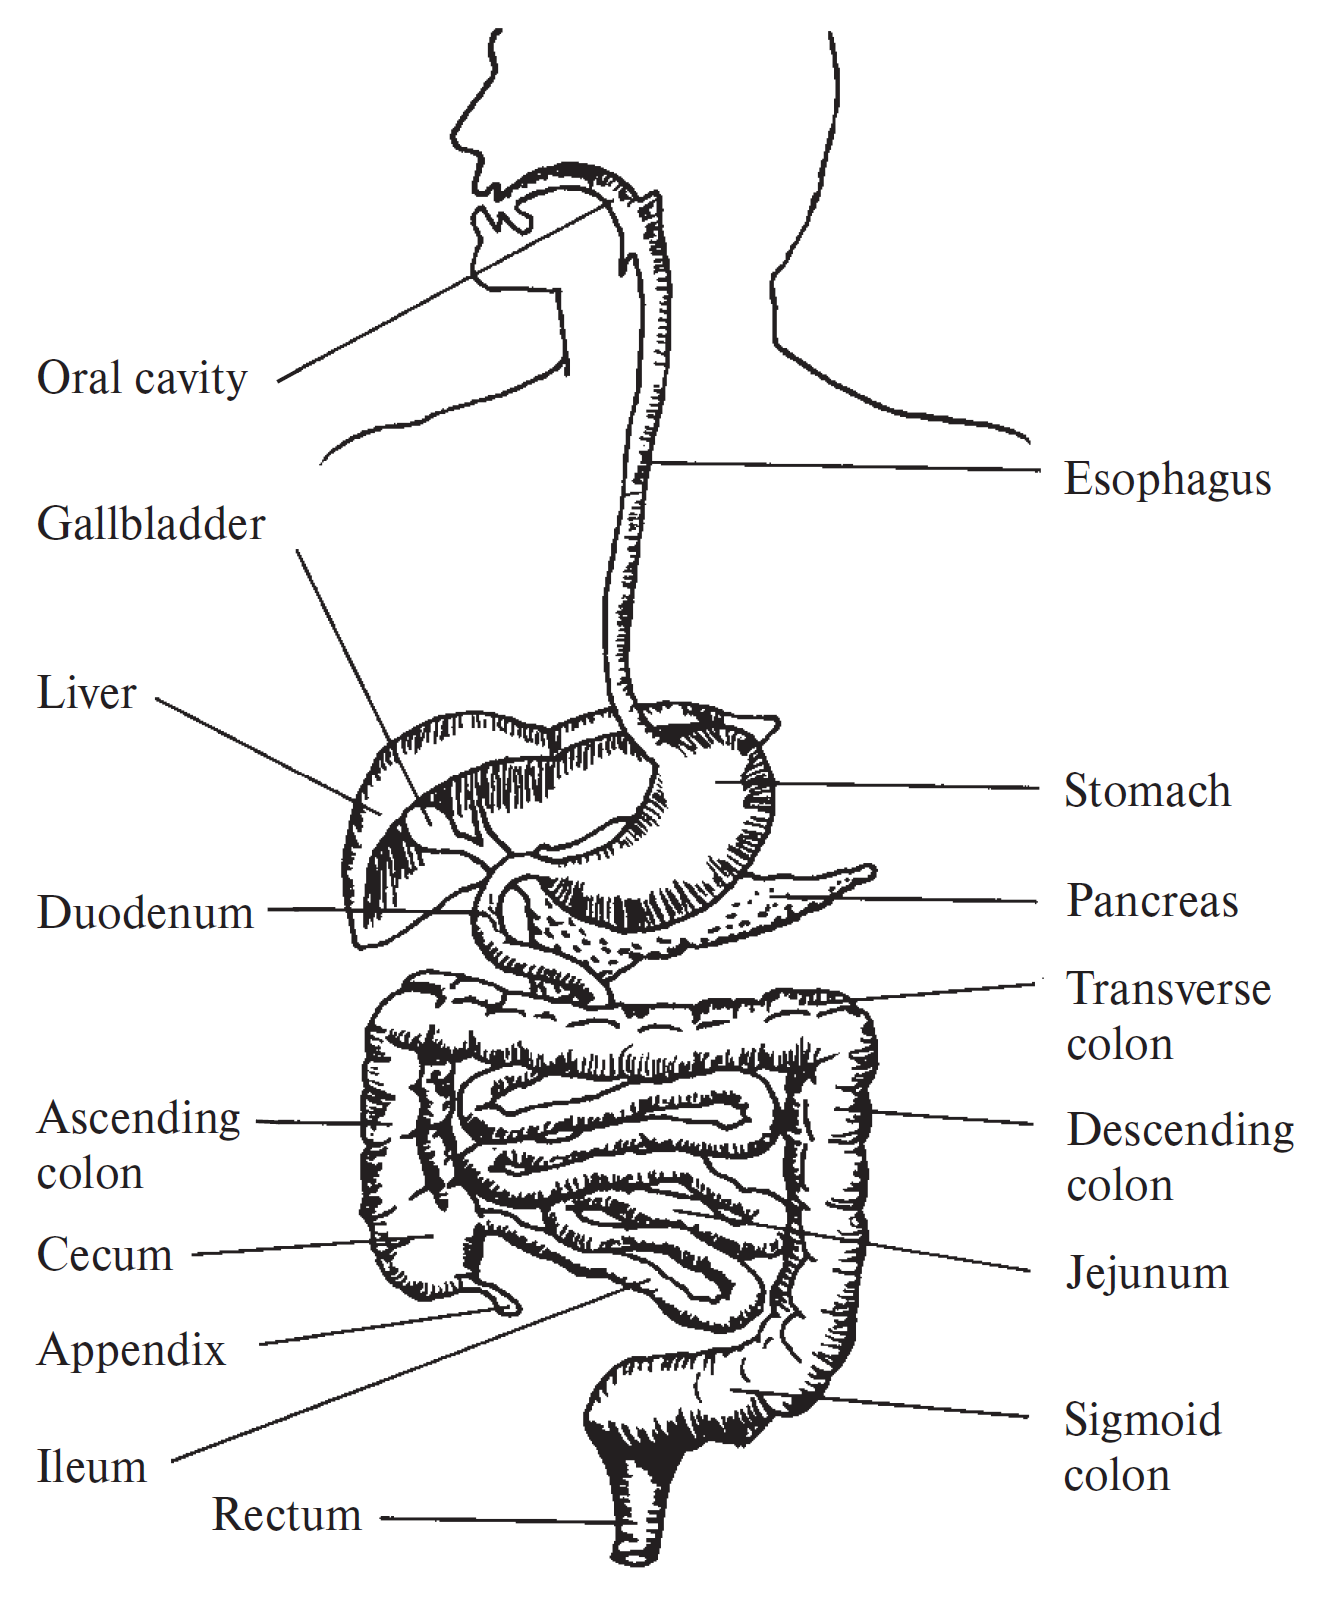 Oral cavity
Gallbladder
Liver
Duodenum
Ascending
colon
Cecum
Appendix
Ileum
Rectum
Esophagus
Stomach
Pancreas
Transverse
colon
Descending
colon
Jejunum
Sigmoid
colon